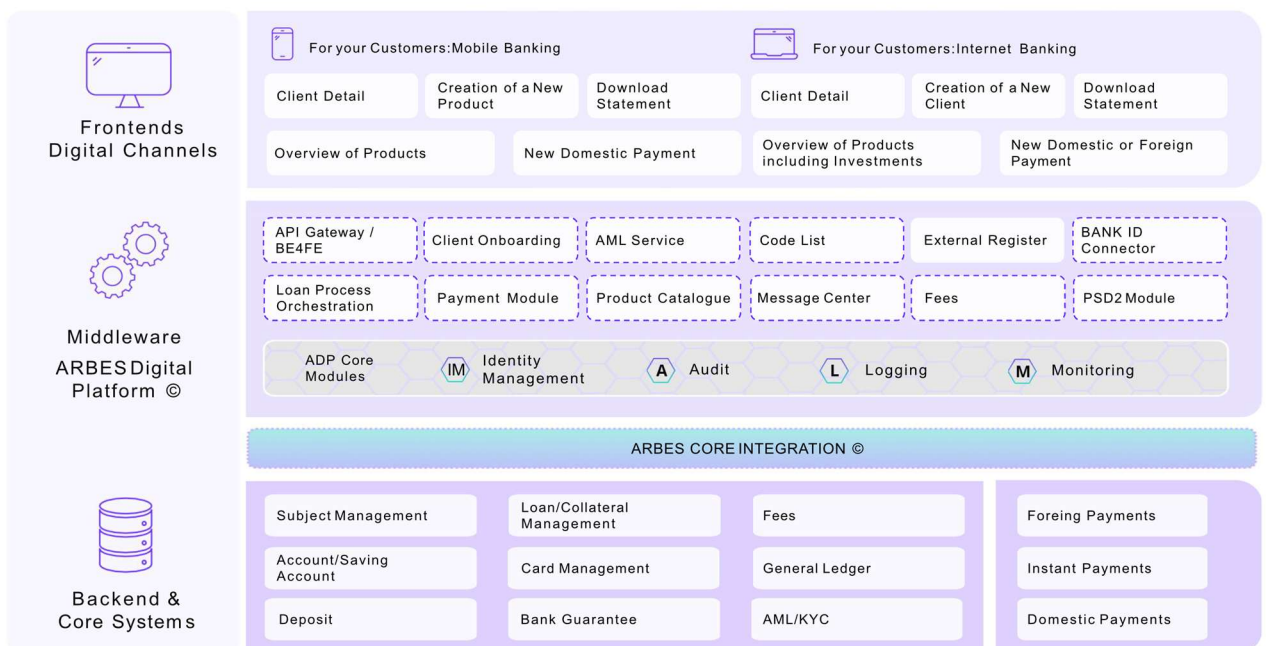 Frontends
Digital Channels
For your Customers:Mobile Banking
Client Detail
Creation of a New
Product
Download
Statement
Overview of Products
New Domestic Payment
For your Customers:Internet Banking
Client Detail
Creation of a New
Client
Download
Statement
Overview of Products
including Investments
New Domestic or Foreign
Payment
Middleware
ARBES Digital
Platform ©
API Gateway /
BE4FE
Client Onboarding
AML Service
Code List
External Register
BANK ID
Connector
Loan Process
Orchestration
Payment Module
Product Catalogue
Message Center
Fees
PSD2 Module
ADP Core
Modules
IM
Identity
Management
A
Audit
L
Logging
M
Monitoring
ARBES CORE INTEGRATION ©
Backend &
Core Systems
Subject Management
Loan/Collateral
Management
Fees
Account/Saving
Account
Card Management
General Ledger
Deposit
Bank Guarantee
AML/KYC
Foreing Payments
Instant Payments
Domestic Payments